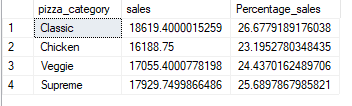 pizza_category sales Percentage_sales
1 Classic 18619.4000015259 26.6779189176038
2 Chicken 16188.75 23.1952780348435
3 Veggie 17055.4000778198 24.4370162489706
4 Supreme 17929.7499866486 25.6897867985821